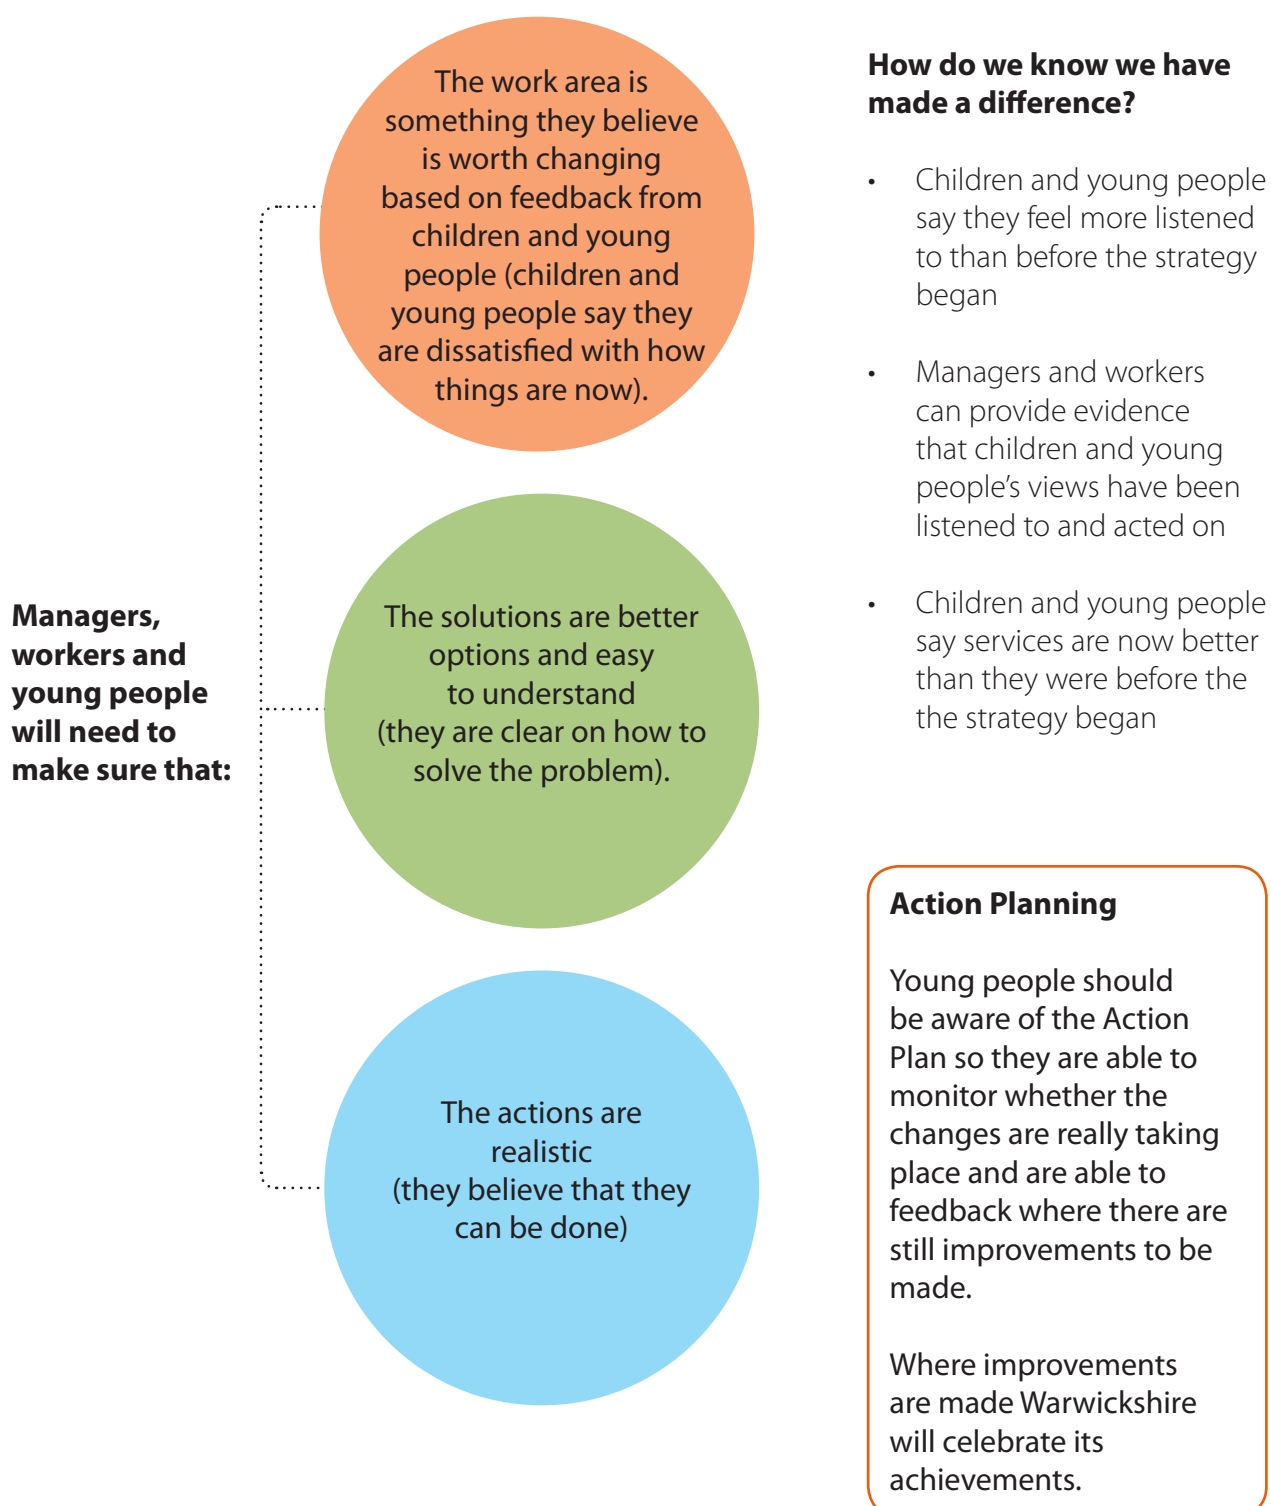 Managers,
workers and
young people
will need to
make sure that:
The work area is
something they believe
is worth changing
based on feedback from
children and young
people (children and
young people say they
are dissatisfied with how
things are now).
The solutions are better
options and easy
to understand
(they are clear on how to
solve the problem).
The actions are
realistic
(they believe that they
can be done)
How do we know we have
made a difference?
• Children and young people
say they feel more listened
to than before the strategy
began
• Managers and workers
can provide evidence
that children and young
people’s views have been
listened to and acted on
• Children and young people
say services are now better
than they were before the
the strategy began
Action Planning
Young people should
be aware of the Action
Plan so they are able to
monitor whether the
changes are really taking
place and are able to
feedback where there are
still improvements to be
made.
Where improvements
are made Warwickshire
will celebrate its
achievements.